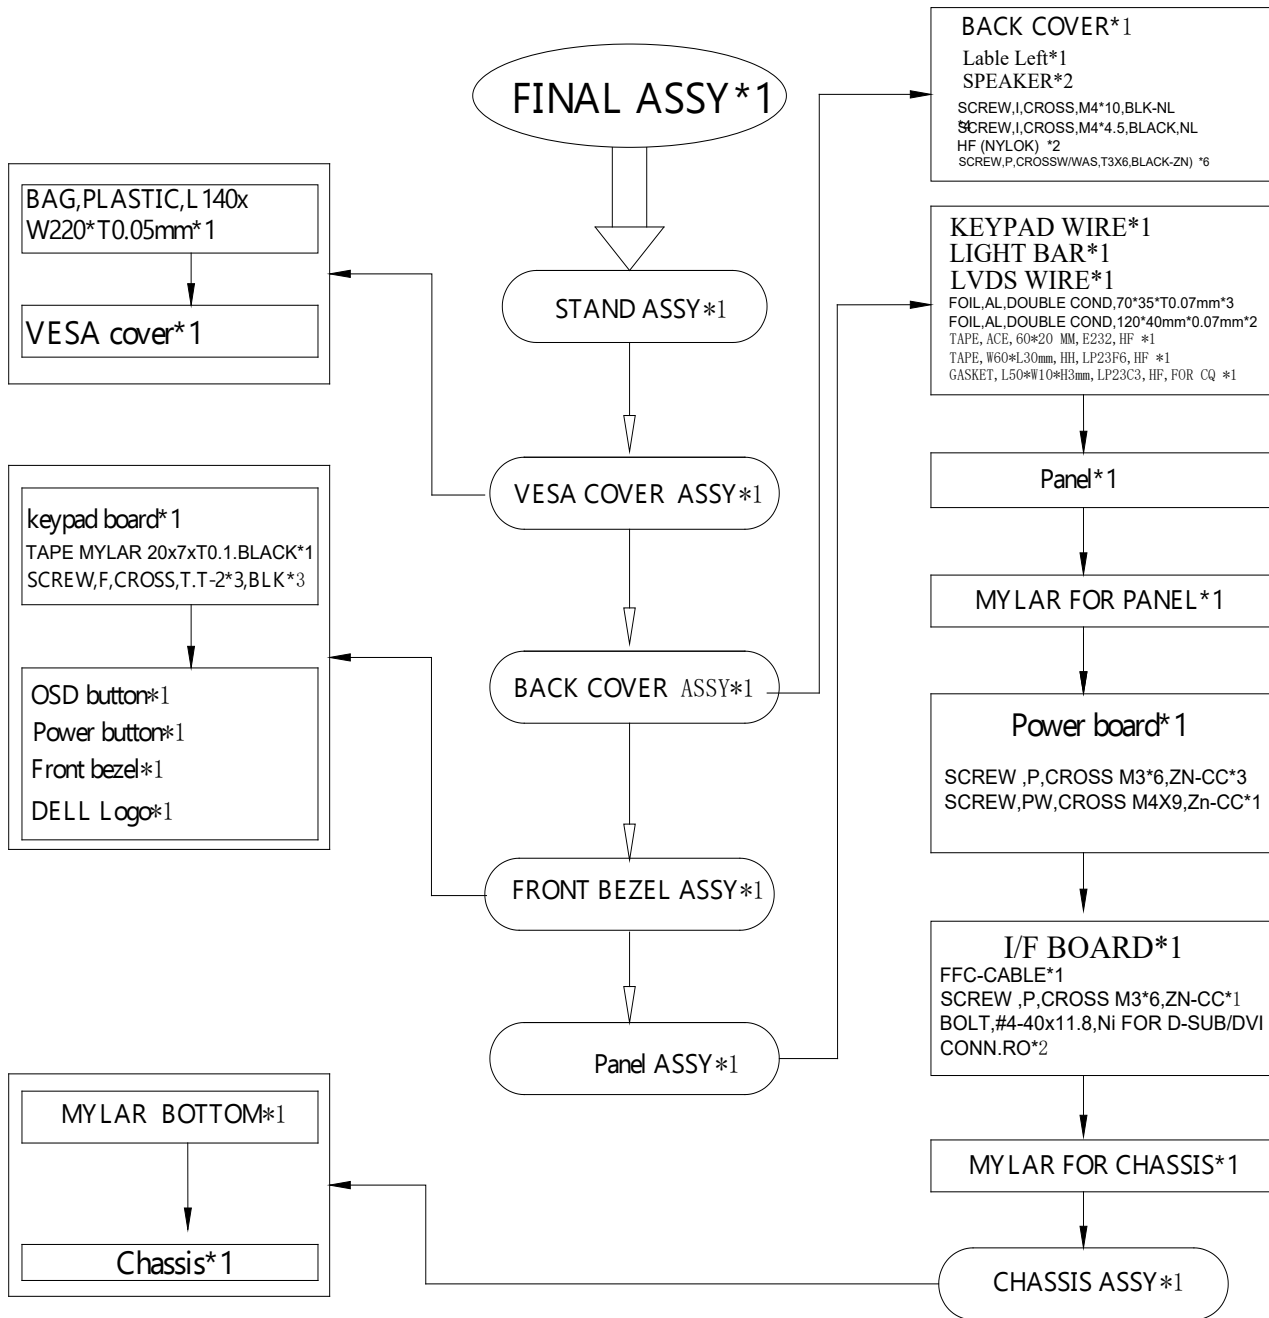 FINAL ASSY*1
STAND ASSY*1
VESA COVER ASSY*1
BACK COVER ASSY*1
FRONT BEZEL ASSY*1
Panel ASSY*1
BAG,PLASTIC,L140x
W220*T0.05mm*1
VESA cover*1
keypad board*1
TAPE MYLAR 20x7xT0.1.BLACK*1
SCREW,F,CROSS,T.T-2*3,BLK*3
OSD button*1
Power button*1
Front bezel*1
DELL Logo*1
MYLAR BOTTOM*1
Chassis*1
BACK COVER*1
Lable Left*1
SPEAKER*2
SCREW,I,CROSS,M4*10,BLK-NL
*4
SCREW,I,CROSS,M4*4.5,BLACK,NL
HF (NYLOK) *2
SCREW,P,CROSSW/WAS,T3X6,BLACK-ZN) *6
KEYPAD WIRE*1
LIGHT BAR*1
LVDS WIRE*1
FOIL,AL,DOUBLE COND,70*35*T0.07mm*3
FOIL,AL,DOUBLE COND,120*40mm*0.07mm*2
TAPE, ACE, 60*20 MM, E232, HF *1
TAPE, W60*L30mm, HH, LP23F6, HF *1
GASKET, L50*W10*H3mm, LP23C3, HF, FOR CQ *1
Panel*1
MYLAR FOR PANEL*1
Power board*1
SCREW ,P,CROSS M3*6,ZN-CC*3
SCREW,PW,CROSS M4X9,Zn-CC*1
I/F BOARD*1
FFC-CABLE*1
SCREW ,P,CROSS M3*6,ZN-CC*1
BOLT,#4-40x11.8,Ni FOR D-SUB/DVI
CONN.RO*2
MYLAR FOR CHASSIS*1
CHASSIS ASSY*1